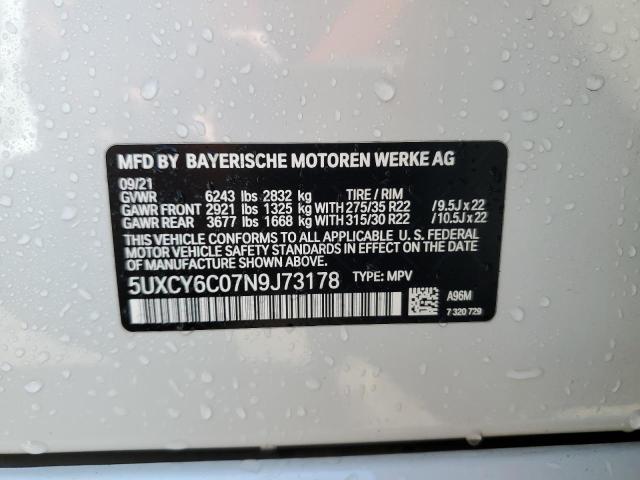 MFD BY BAYERISCHE MOTOREN WERKE AG
09/21
GVWR 6243 lbs 2832 kg TIRE / RIM
GAWR FRONT 2921 lbs 1325 kg WITH 275/35 R22 /9.5J x 22
GAWR REAR 3677 lbs 1668 kg WITH 315/30 R22 /10.5J x 22
THIS VEHICLE CONFORMS TO ALL APPLICABLE U. S. FEDERAL
MOTOR VEHICLE SAFETY STANDARDS IN EFFECT ON THE
DATE OF MANUFACTURE SHOWN ABOVE.
5UXCY6C07N9J73178 TYPE: MPV
A96M
7 320 729